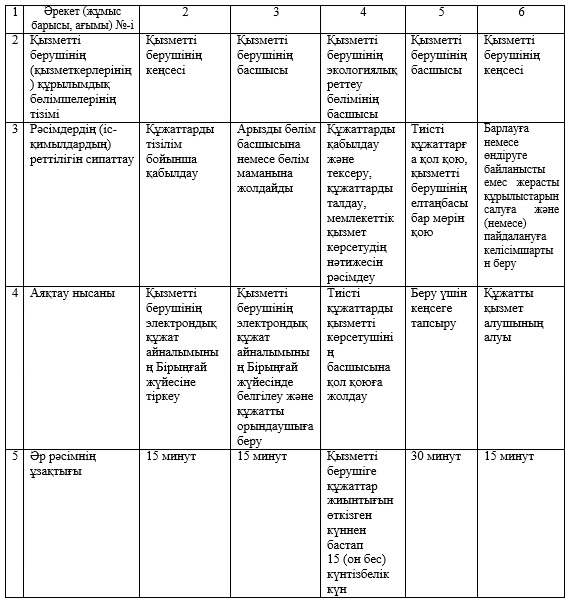 1
Әрекет (жұмыс
барысы, ағымы) №-і
2
3
4
5
6
2
Қызметті
берушінің
(қызметкерлерінің
) құрылымдық
бөлімшелерінің
тізімі
Қызметті
берушінің
кеңсесі
Қызметті
берушінің
басшысы
Қызметті
берушінің
экологиялық
реттеу
бөлімінің
басшысы
Қызметті
берушінің
басшысы
Қызметті
берушінің
кеңсесі
3
Рәсімдердің (іс-
қимылдардың)
реттілігін сипаттау
Құжаттарды
тізілім
бойынша
қабылдау
Арызды бөлім
басшысына
немесе бөлім
маманына
жолдайды
Құжаттарды
қабылдау
және
тексеру,
құжаттарды
талдау,
мемлекеттік
қызмет
көрсетудің
нәтижесін
рәсімдеу
Тиісті
құжаттарғ
а қол қою,
қызметті
берушінің
елтаңбасы
бар мөрін
қою
Барлауға
немесе
өндіруге
байланысты
емес жерасты
құрылыстарын
салуға және
(немесе)
пайдалануға
келісімшарты
н беру
4
Аяқтау нысаны
Қызметті
берушінің
электрондық
құжат
айналымыны
ң Бірыңғай
жүйесіне
тіркеу
Қызметті
берушінің
электрондық
құжат
айналымыны
ң Бірыңғай
жүйесінде
белгілеу және
құжатты
орындаушыға
беру
Тиісті
құжаттарды
қызметті
көрсетушіні
ң
басшысына
қол қоюға
жолдау
Беру үшін
кеңсеге
тапсыру
Құжатты
қызмет
алушының
алуы
5
Әр рәсімнің
ұзақтығы
15 минут
15 минут
Қызметті
берушіге
құжаттар
жиынтығын
өткізген
күннен
бастап
15 (он бес)
күнтізбелік
күн
30 минут
15 минут